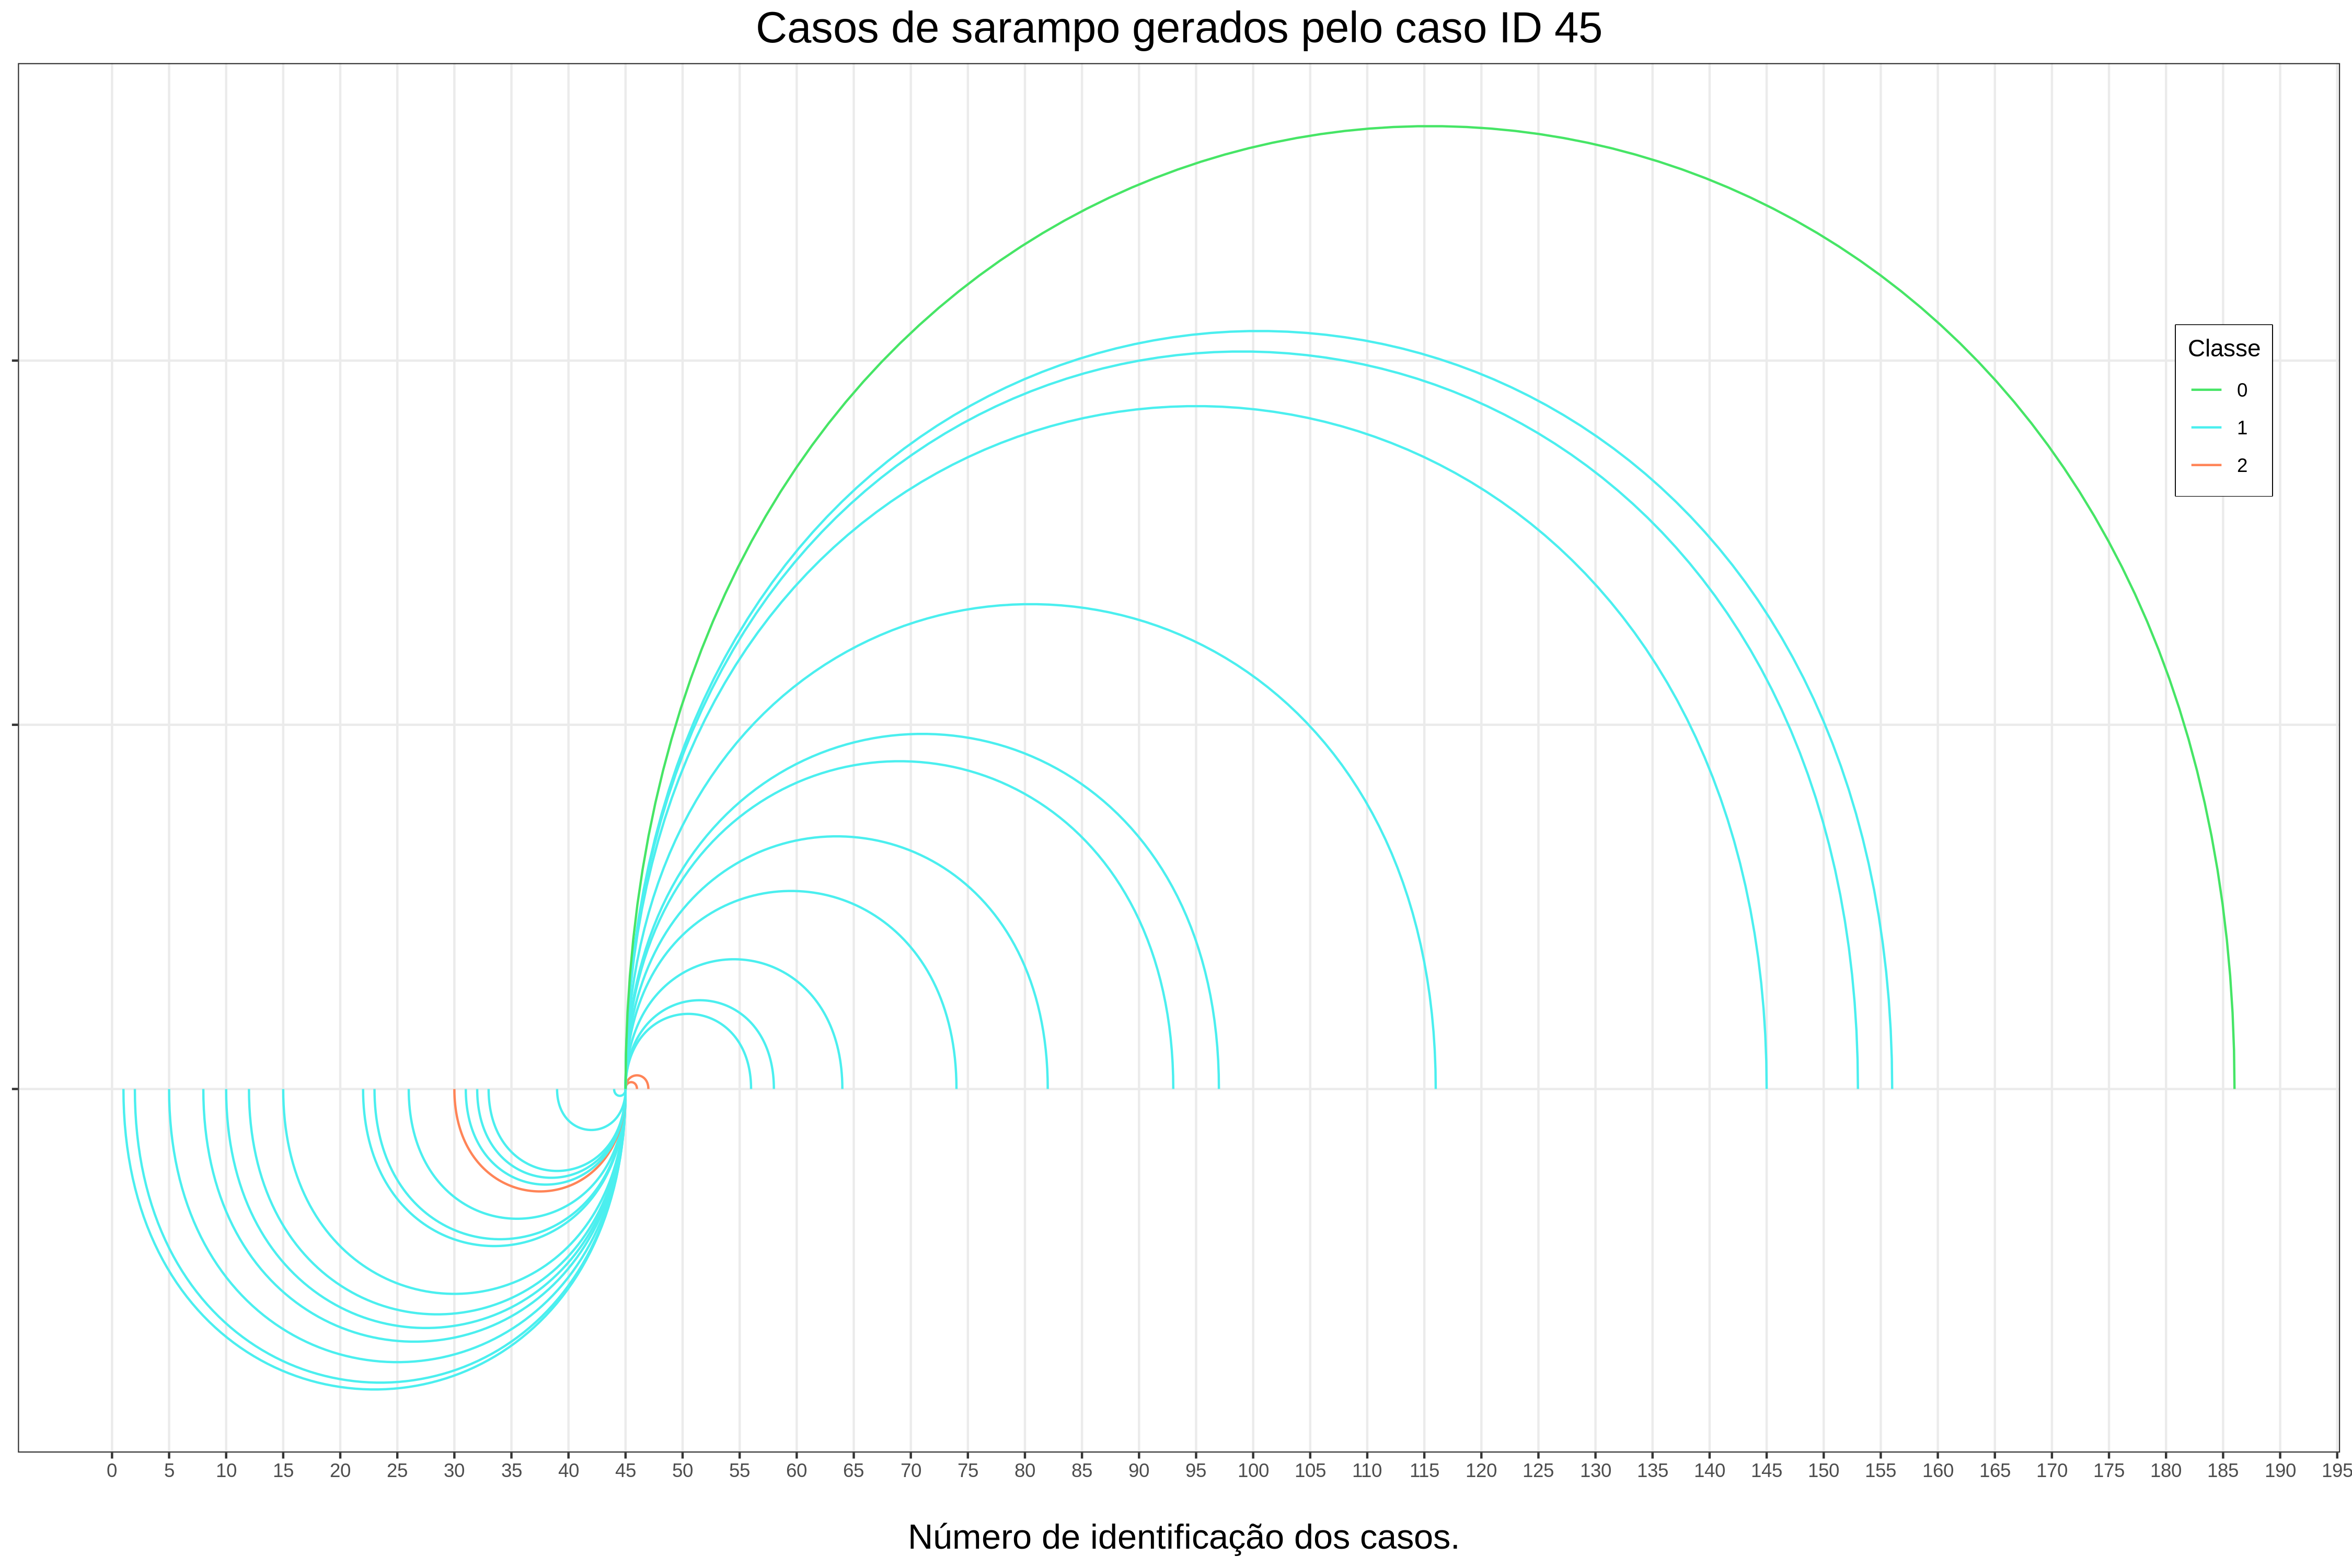 Casos de sarampo gerados pelo caso ID 45
Classe
0
1
2
0 5 10 15 20 25 30 35 40 45 50 55 60 65 70 75 80 85 90 95 100 105 110 115 120 125 130 135 140 145 150 155 160 165 170 175 180 185 190 195
Número de identificação dos casos.